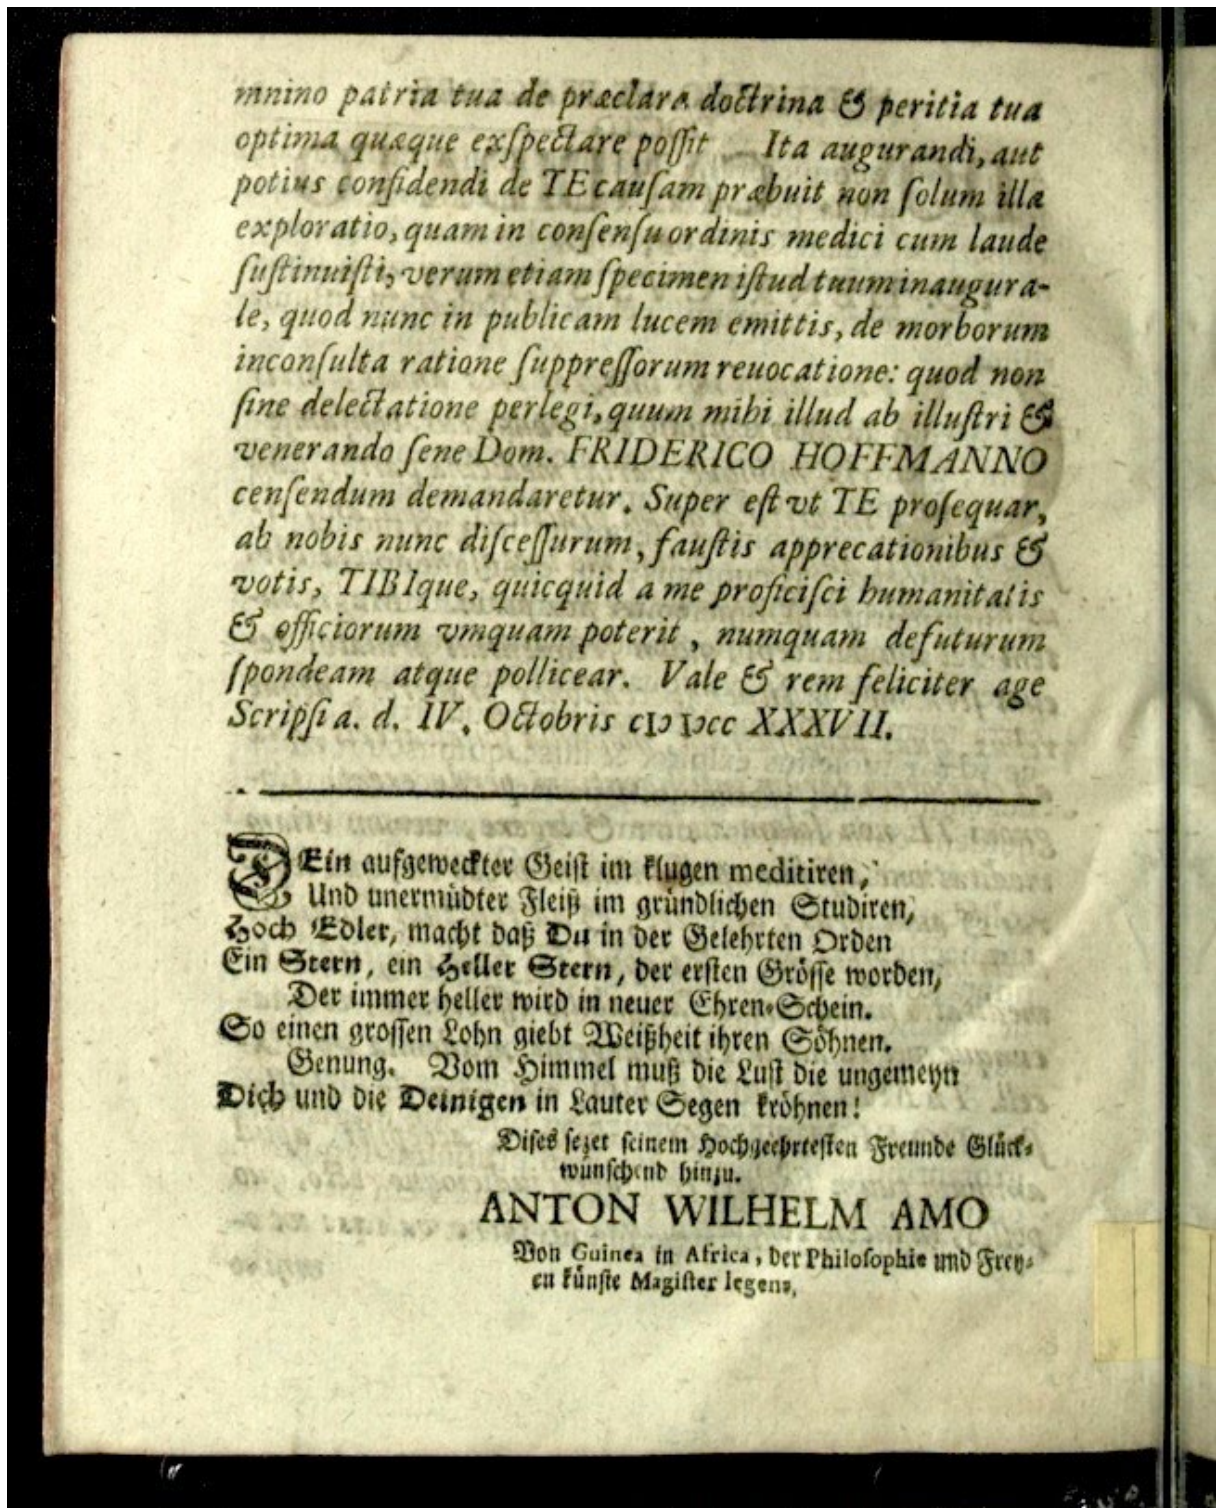 mnino patria tua de præclara doctrina & peritia tua
optima quæque exſpectare poſſit Ita augurandi, aut
potius confidendi de TE cauſam præbuit non ſolum illa
exploratio, quam in conſenſu ordinis medici cum laude
ſuſtinuiſti, verum etiam ſpecimen iſtud tuum inaugura-
le, quod nunc in publicam lucem emittis, de morborum
inconſulta ratione ſuppreſſorum reuocatione: quod non
ſine delectatione perlegi, quum mihi illud ab illuſtri &
venerando ſene Dom. FRIDERICO HOFFMANNO
cenſendum demandaretur. Super eſt vt TE proſequar,
ab nobis nunc diſceſſurum, fauſtis apprecationibus &
votis, TIBIque, quicquid a me proficiſci humanitatis
& officiorum vmquam poterit, numquam defuturum
ſpondeam atque pollicear. Vale & rem feliciter age
Scripſi a. d. IV. Octobris cIɔ Iɔcc XXXVII.
DEin aufgeweckter Geiſt im klugen meditiren,
Und unermüdter Fleiß im gründlichen Studiren,
Hoch Edler, macht daß Du in der Gelehrten Orden
Ein Stern, ein Heller Stern, der erſten Gröſſe worden,
Der immer heller wird in neuer Ehren-Schein.
So einen groſſen Lohn giebt Weißheit ihren Söhnen.
Genung. Vom Himmel muß die Luſt die ungemeyn
Dich und die Deinigen in Lauter Segen kröhnen!
Diſes ſezet ſeinem Hochgeehrteſten Freunde Glück-
wünſchend hinzu.
ANTON WILHELM AMO
Von Guinea in Africa, der Philoſophie und Frey-
en künſte Magiſter legens,